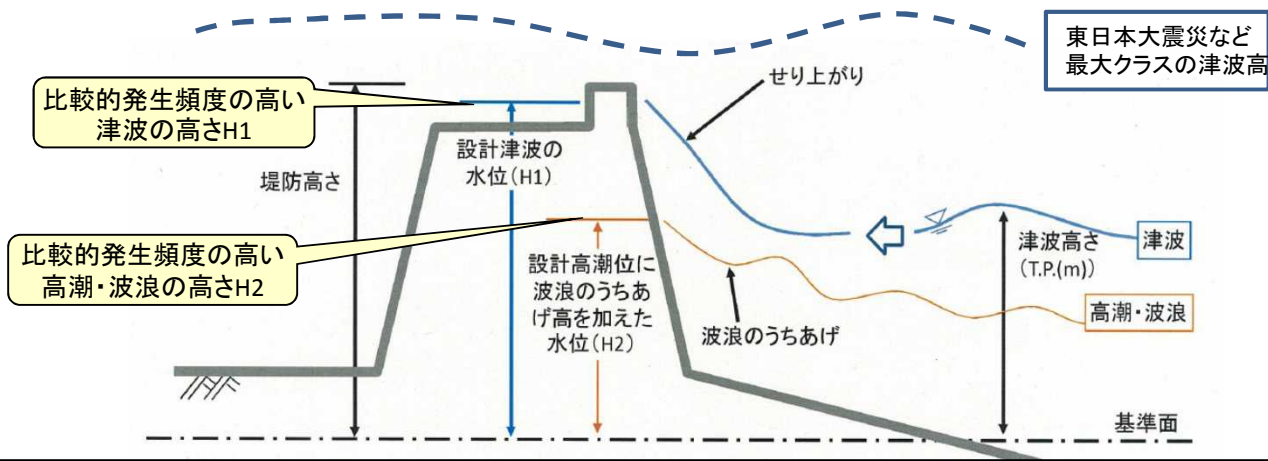 東日本大震災など
最大クラスの津波高
せり上がり
比較的発生頻度の高い
津波の高さH1
設計津波の
水位(H1)
堤防高さ
比較的発生頻度の高い
高潮・波浪の高さH2
設計高潮位に
波浪のうちあ
げ高を加えた
水位(H2)
波浪のうちあげ
津波高さ
(T.P.(m))
津波
高潮・波浪
基準面